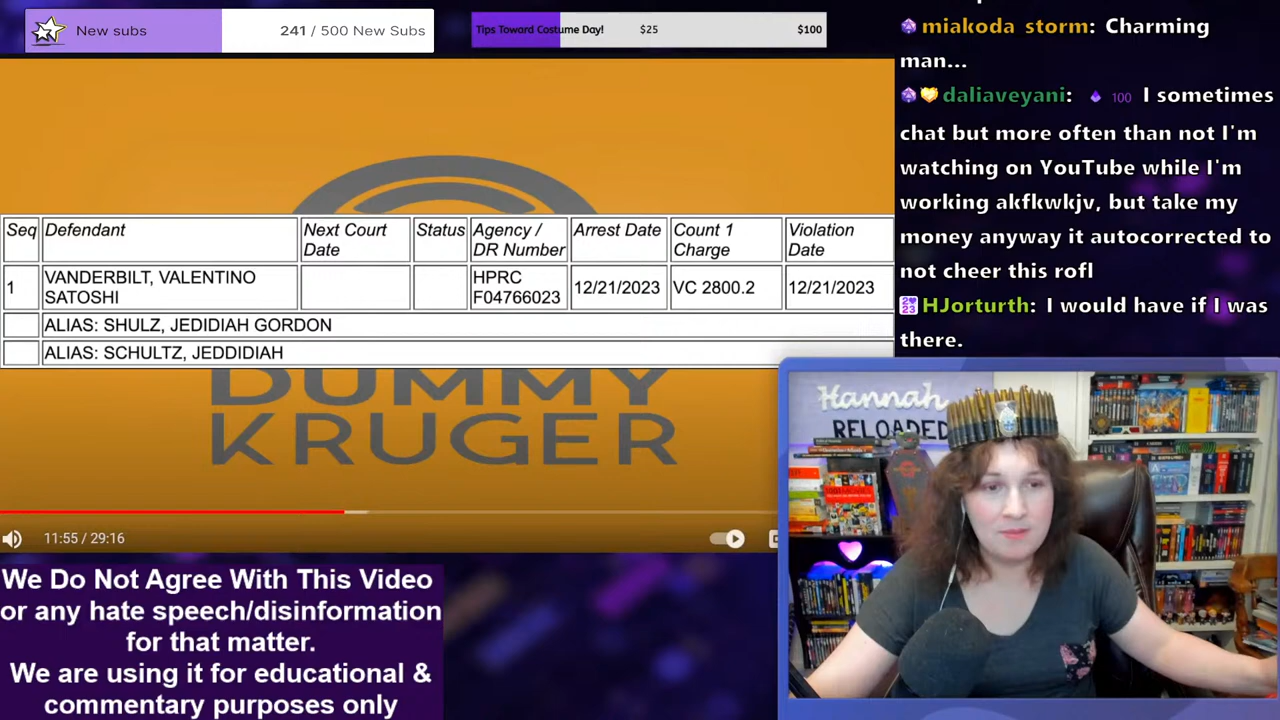 New subs
241 / 500 New Subs
Tips Toward Costume Day!
$25
$100
miakoda storm: Charming
man...
daliaveyani: 100 I sometimes
chat but more often than not I'm
watching on YouTube while I'm
working akfkwkjv, but take my
money anyway it autocorrected to
not cheer this rofl
HJorturth: I would have if I was
there.
Seq Defendant Next Court Date Status Agency / DR Number Arrest Date Count 1 Charge Violation Date
1 VANDERBILT, VALENTINO SATOSHI HPRC F04766023 12/21/2023 VC 2800.2 12/21/2023
ALIAS: SHULZ, JEDIDIAH GORDON
ALIAS: SCHULTZ, JEDDIDIAH
DUMMY
KRUGER
11:55 / 29:16
Hannah
RELOADED
We Do Not Agree With This Video
or any hate speech/disinformation
for that matter.
We are using it for educational &
commentary purposes only